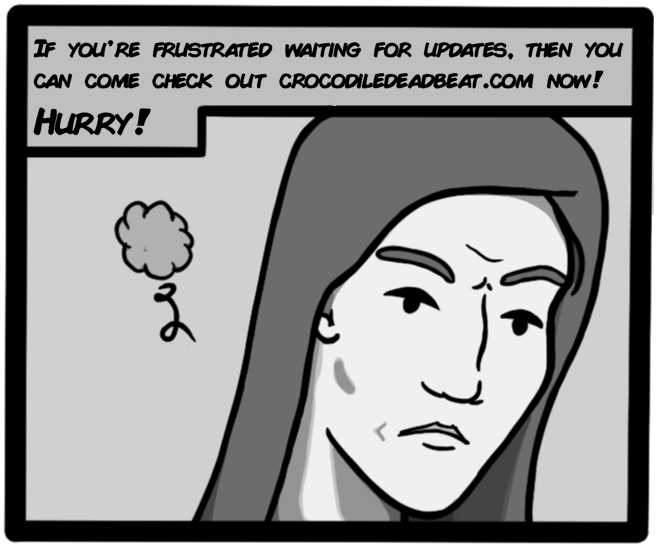 If you're frustrated waiting for updates, then you
can come check out crocodiledeadbeat.com now!
Hurry!